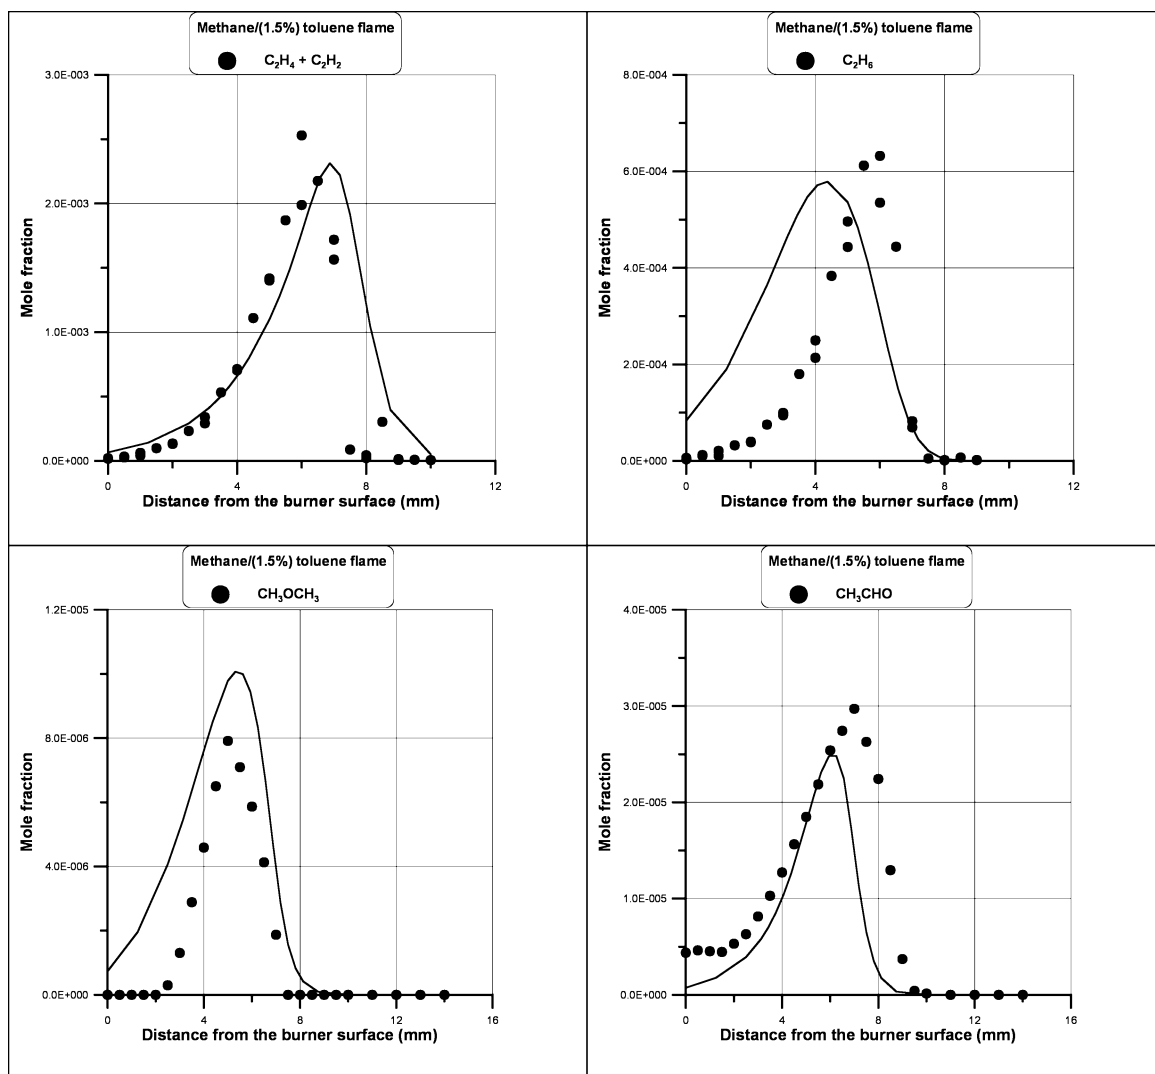 Methane/(1.5%) toluene flame
C₂H₄ + C₂H₂
3.0E-003
2.0E-003
1.0E-003
0.0E+000
Mole fraction
0 4 8 12
Distance from the burner surface (mm)
Methane/(1.5%) toluene flame
C₂H₆
8.0E-004
6.0E-004
4.0E-004
2.0E-004
0.0E+000
Mole fraction
0 4 8 12
Distance from the burner surface (mm)
Methane/(1.5%) toluene flame
CH₃OCH₃
1.2E-005
8.0E-006
4.0E-006
0.0E+000
Mole fraction
0 4 8 12 16
Distance from the burner surface (mm)
Methane/(1.5%) toluene flame
CH₃CHO
4.0E-005
3.0E-005
2.0E-005
1.0E-005
0.0E+000
Mole fraction
0 4 8 12 16
Distance from the burner surface (mm)